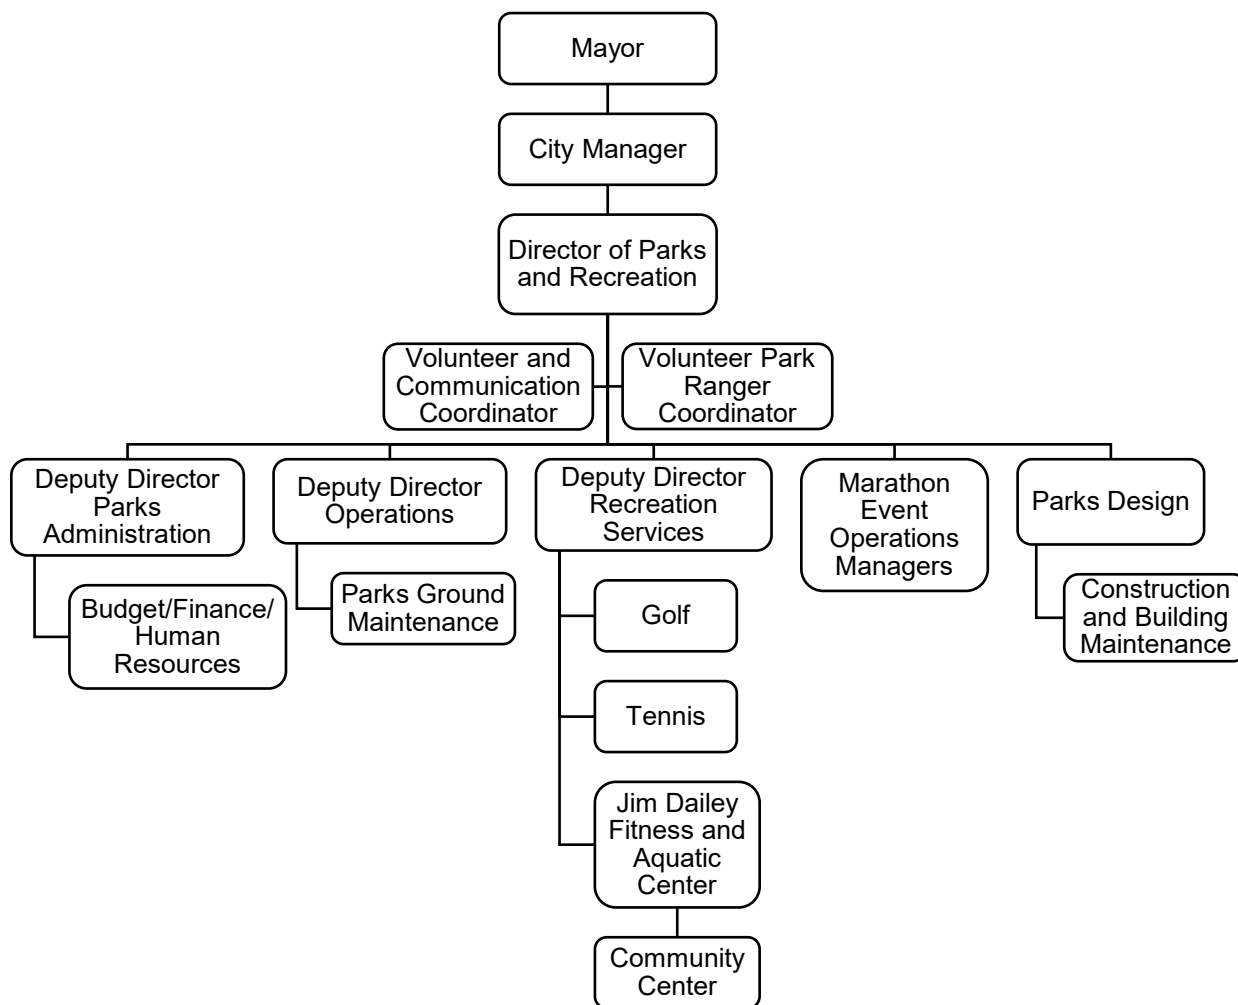 Mayor
City Manager
Director of Parks
and Recreation
Volunteer and
Communication
Coordinator
Volunteer Park
Ranger
Coordinator
Deputy Director
Parks
Administration
Deputy Director
Operations
Deputy Director
Recreation
Services
Marathon
Event
Operations
Managers
Parks Design
Budget/Finance/
Human
Resources
Parks Ground
Maintenance
Golf
Construction
and Building
Maintenance
Tennis
Jim Dailey
Fitness and
Aquatic
Center
Community
Center